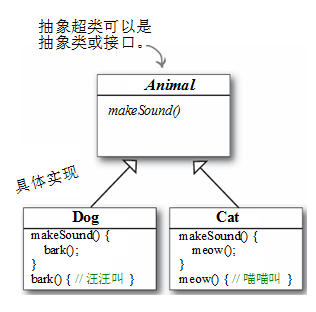 抽象超类可以是
抽象类或接口。
Animal
makeSound()
具体实现
Dog
makeSound() {
bark();
}
bark() { // 汪汪叫 }
Cat
makeSound() {
meow();
}
meow() { // 喵喵叫 }